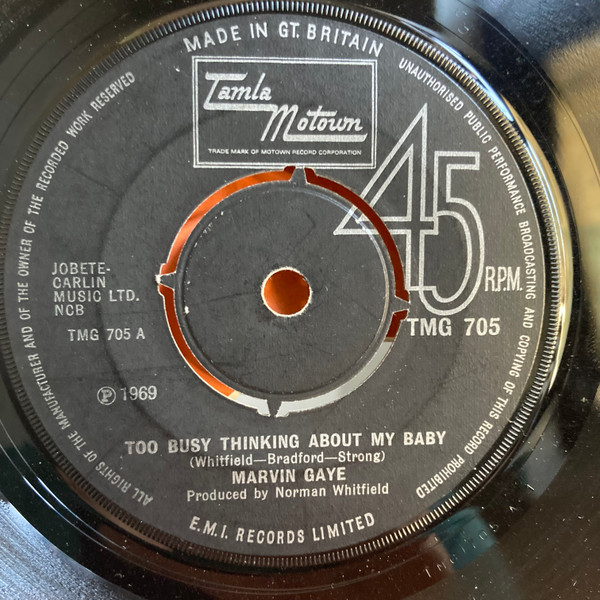 MADE IN GT. BRITAIN
UNAUTHORISED PUBLIC PERFORMANCE BROADCASTING AND COPYING OF THIS RECORD PROHIBITED
ALL RIGHTS OF THE MANUFACTURER AND OF THE OWNER OF THE RECORDED WORK RESERVED
Tamla
Motown
TRADE MARK OF MOTOWN RECORD CORPORATION
45
R.P.M.
JOBETE-
CARLIN
MUSIC LTD.
NCB
TMG 705 A
TMG 705
℗ 1969
TOO BUSY THINKING ABOUT MY BABY
(Whitfield—Bradford—Strong)
MARVIN GAYE
Produced by Norman Whitfield
E.M.I. RECORDS LIMITED